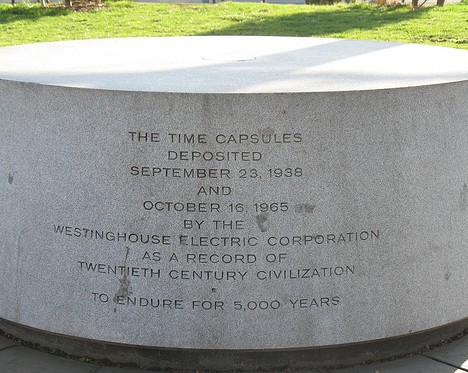 THE TIME CAPSULES
DEPOSITED
SEPTEMBER 23, 1938
AND
OCTOBER 16, 1965
BY THE
WESTINGHOUSE ELECTRIC CORPORATION
AS A RECORD OF
TWENTIETH CENTURY CIVILIZATION
TO ENDURE FOR 5,000 YEARS